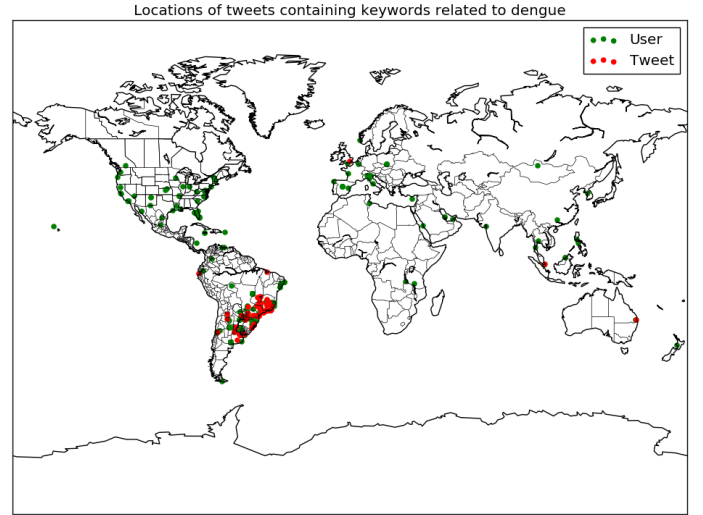 Locations of tweets containing keywords related to dengue
User
Tweet